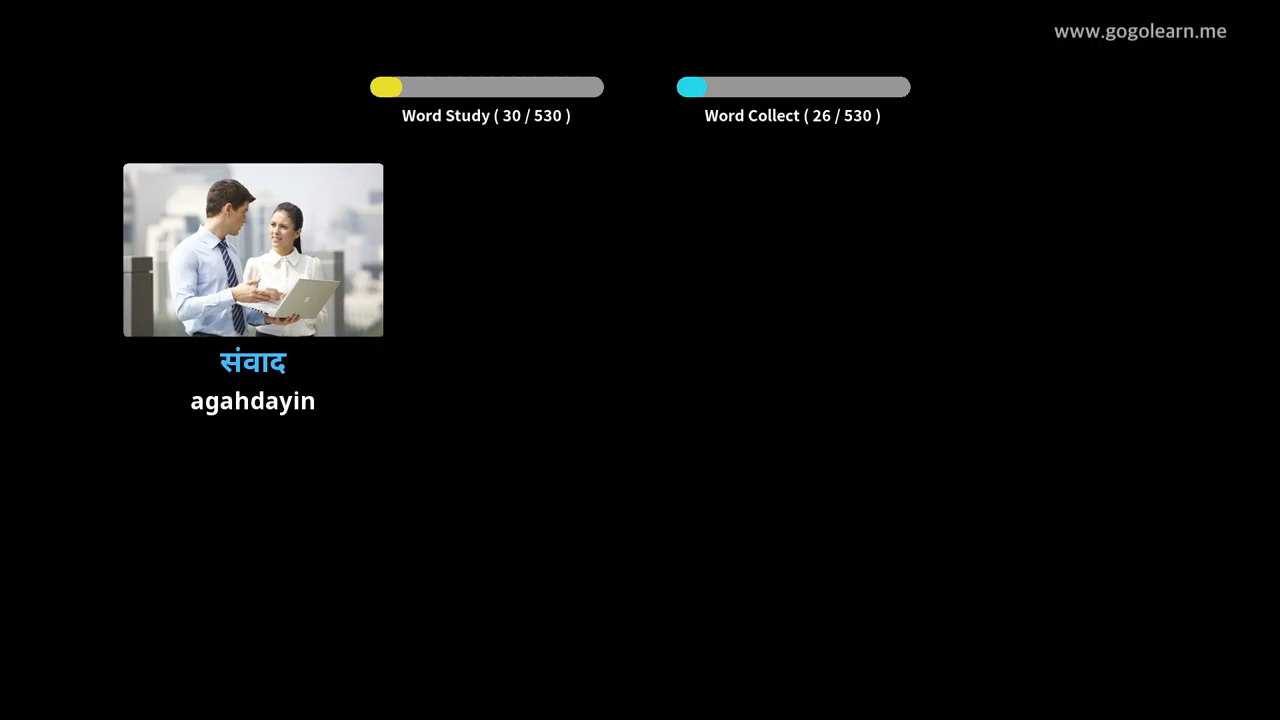 www.gogolearn.me
Word Study ( 30 / 530 )
Word Collect ( 26 / 530 )
संवाद
agahdayin